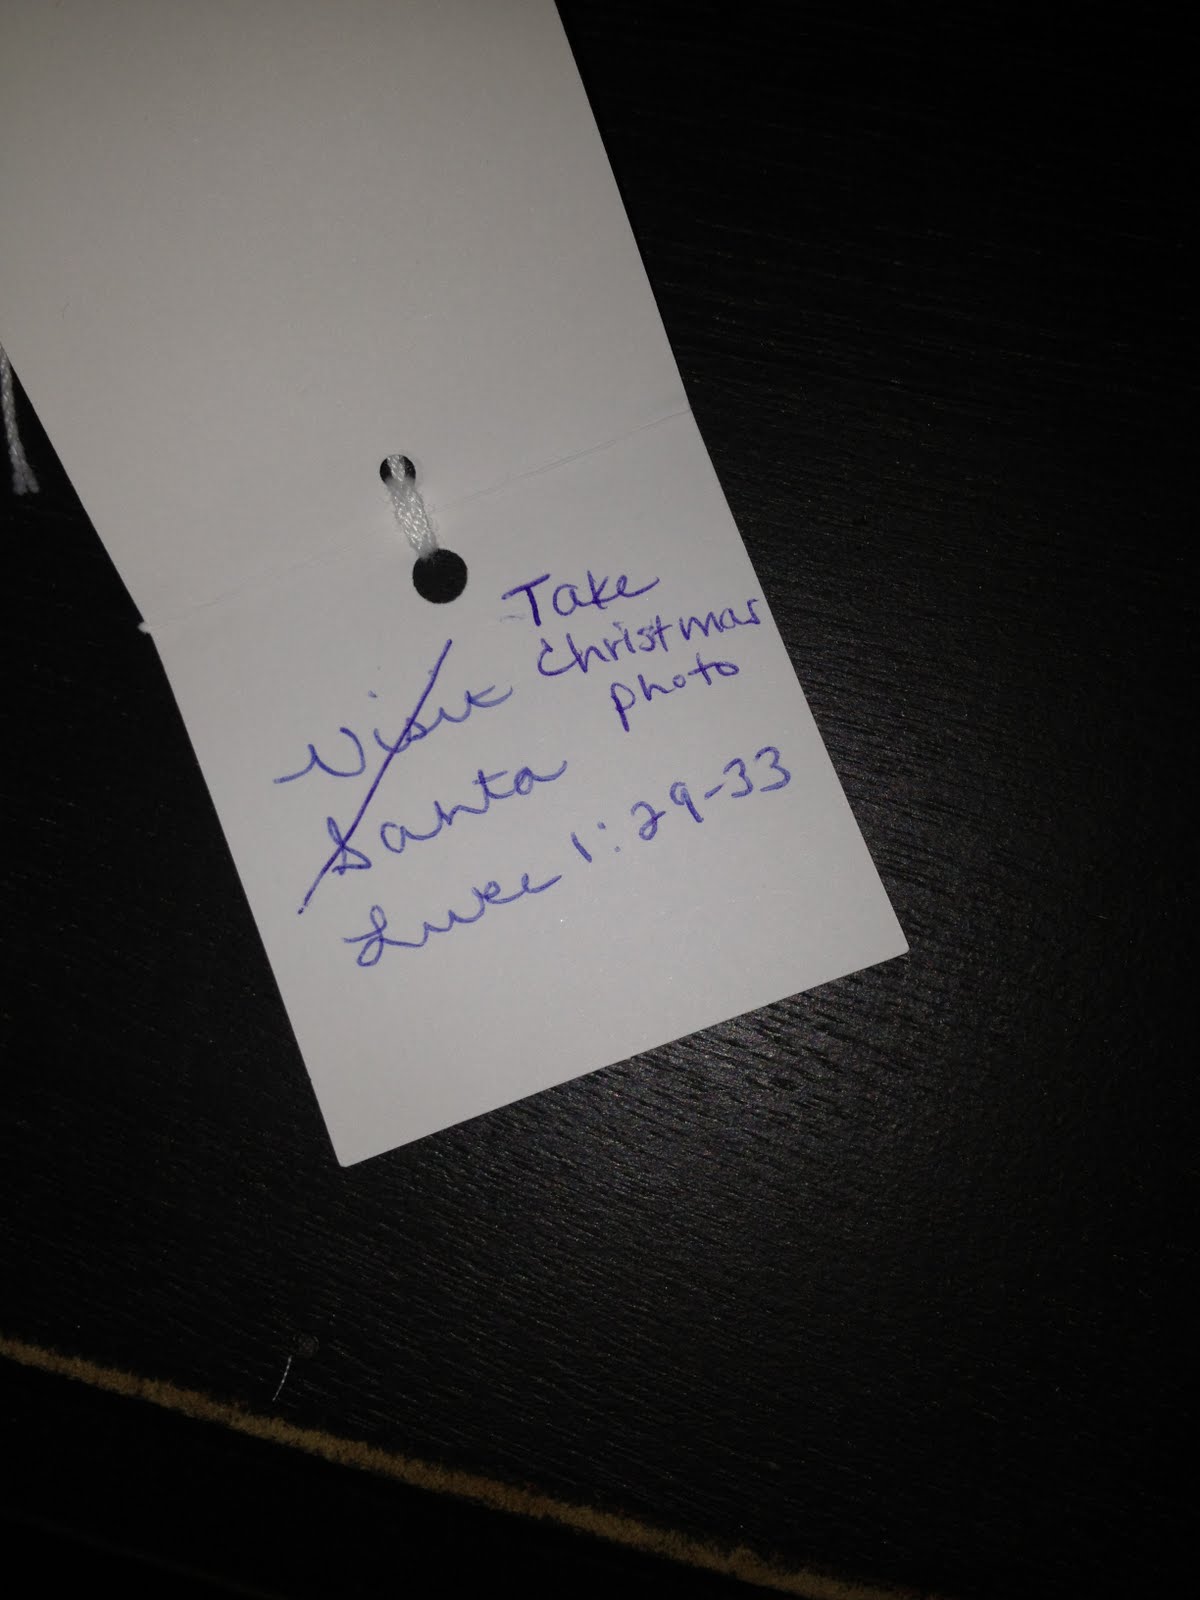 Take
Christmas
photo
Visit
Santa
Luke 1:29-33